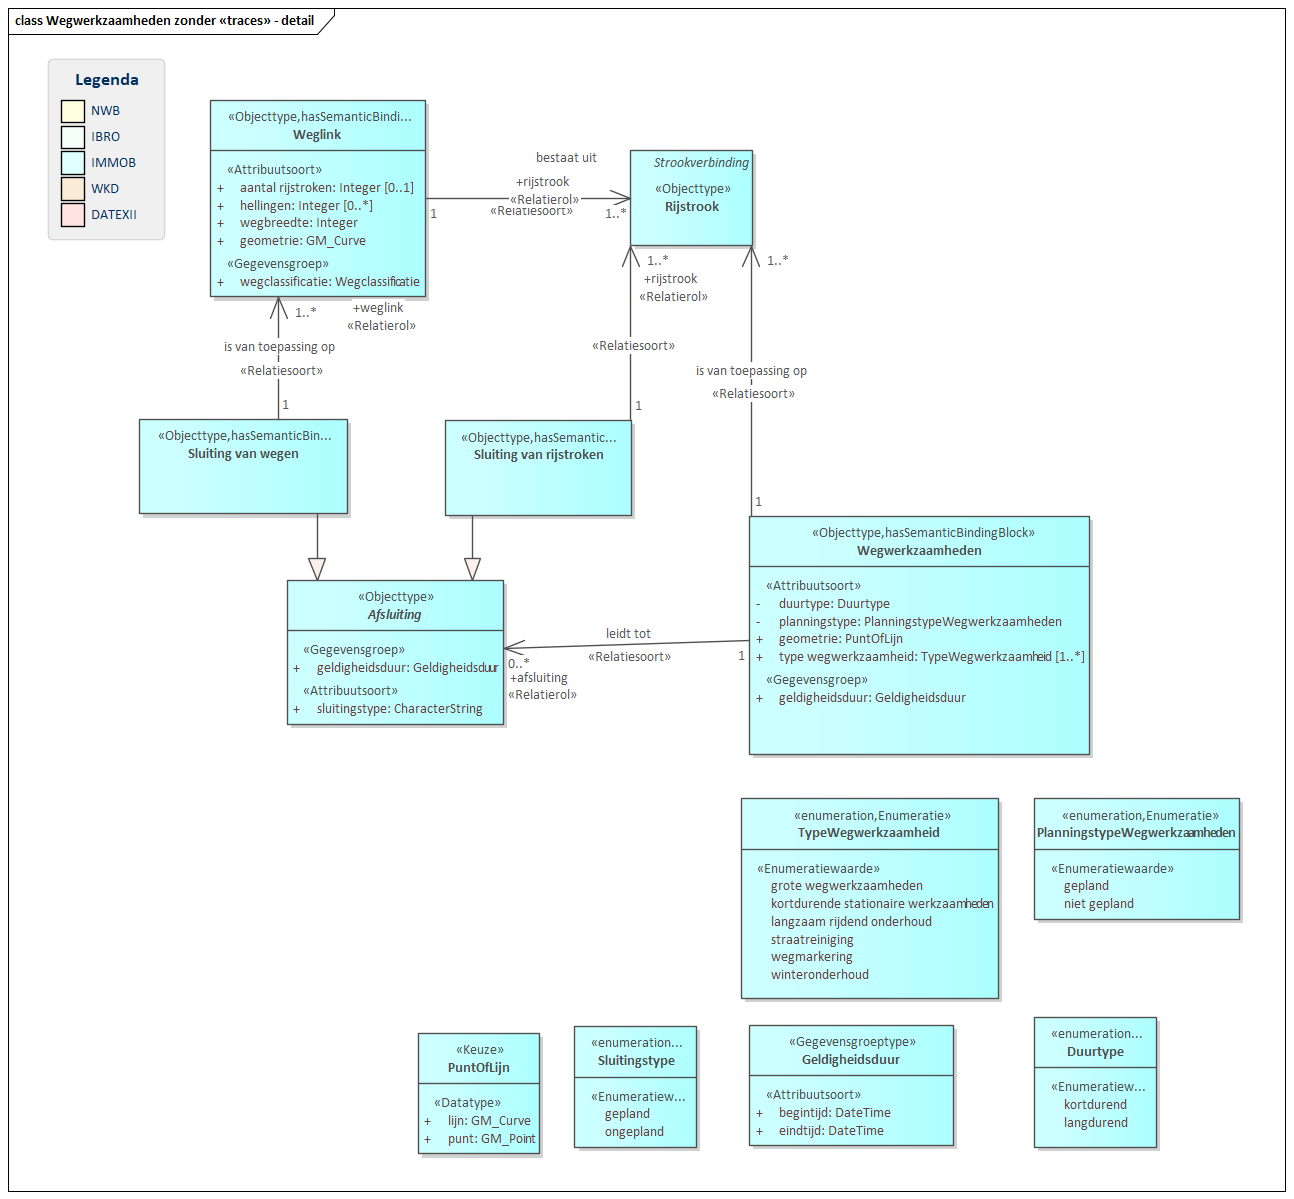 class Wegwerkzaamheden zonder «traces» - detail
Legenda
NWB
IBRO
IMMOB
WKD
DATEXII
«Objecttype,hasSemanticBindi...
Weglink
«Attribuutsoort»
+ aantal rijstroken: Integer [0..1]
+ hellingen: Integer [0..*]
+ wegbreedte: Integer
+ geometrie: GM_Curve
«Gegevensgroep»
+ wegclassificatie: Wegclassificatie
bestaat uit
+rijstrook
«Relatierol»
«Relatiesoort»
1
1..*
Strookverbinding
«Objecttype»
Rijstrook
1..*
+weglink
«Relatierol»
is van toepassing op
«Relatiesoort»
1
1..*
+rijstrook
«Relatierol»
«Relatiesoort»
1
1..*
is van toepassing op
«Relatiesoort»
1
«Objecttype,hasSemanticBin...
Sluiting van wegen
«Objecttype,hasSemantic...
Sluiting van rijstroken
«Objecttype,hasSemanticBindingBlock»
Wegwerkzaamheden
«Attribuutsoort»
- duurtype: Duurtype
- planningstype: PlanningstypeWegwerkzaamheden
+ geometrie: PuntOfLijn
+ type wegwerkzaamheid: TypeWegwerkzaamheid [1..*]
«Gegevensgroep»
+ geldigheidsduur: Geldigheidsduur
«Objecttype»
Afsluiting
«Gegevensgroep»
+ geldigheidsduur: Geldigheidsduur
«Attribuutsoort»
+ sluitingstype: CharacterString
leidt tot
«Relatiesoort»
1
0..*
+afsluiting
«Relatierol»
«enumeration,Enumeratie»
TypeWegwerkzaamheid
«Enumeratiewaarde»
grote wegwerkzaamheden
kortdurende stationaire werkzaamheden
langzaam rijdend onderhoud
straatreiniging
wegmarkering
winteronderhoud
«enumeration,Enumeratie»
PlanningstypeWegwerkzaamheden
«Enumeratiewaarde»
gepland
niet gepland
«Keuze»
PuntOfLijn
«Datatype»
+ lijn: GM_Curve
+ punt: GM_Point
«enumeration...
Sluitingstype
«Enumeratiew...
gepland
ongepland
«Gegevensgroeptype»
Geldigheidsduur
«Attribuutsoort»
+ begintijd: DateTime
+ eindtijd: DateTime
«enumeration...
Duurtype
«Enumeratiew...
kortdurend
langdurend